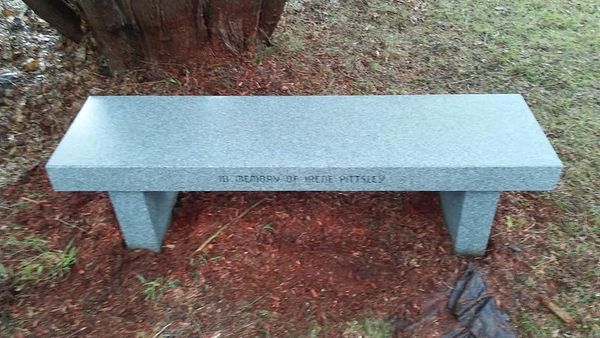 IN MEMORY OF IRENE PITTSLEY